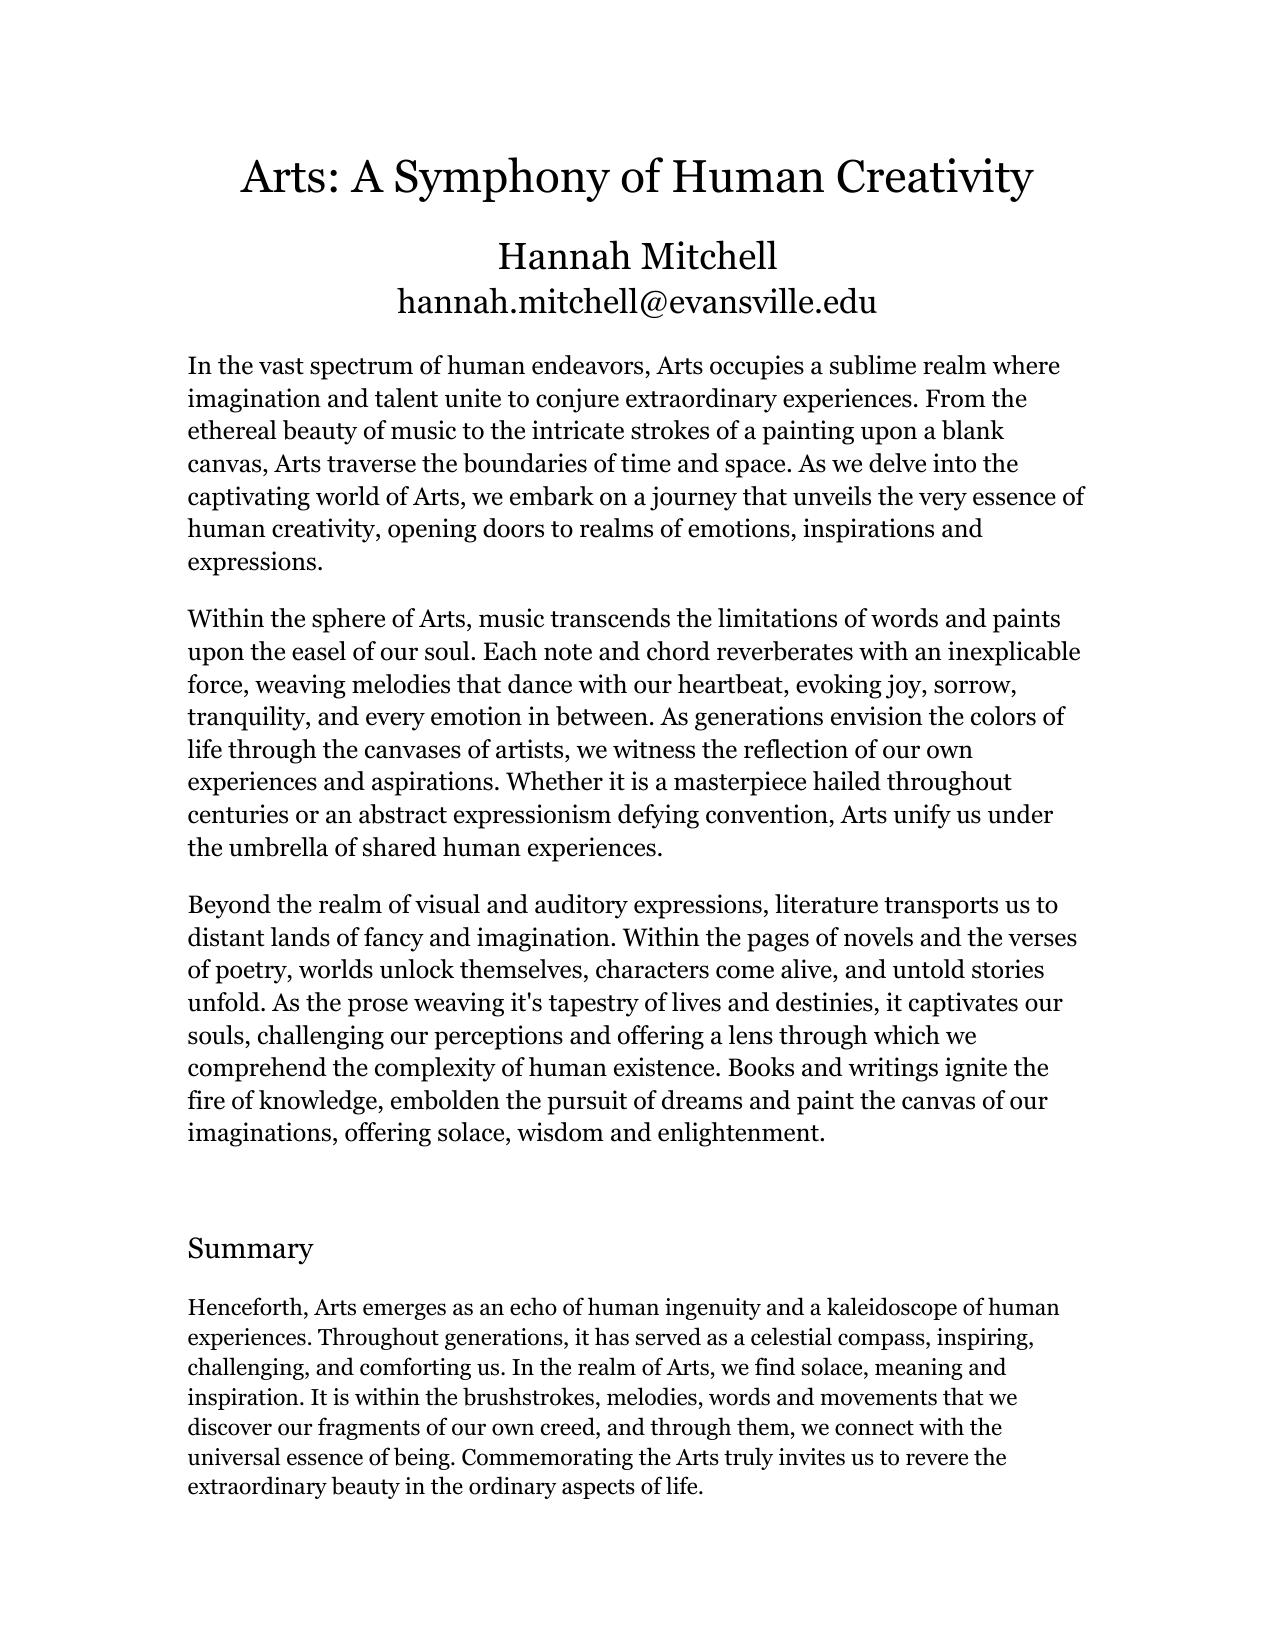 Arts: A Symphony of Human Creativity
Hannah Mitchell
hannah.mitchell@evansville.edu
In the vast spectrum of human endeavors, Arts occupies a sublime realm where
imagination and talent unite to conjure extraordinary experiences. From the
ethereal beauty of music to the intricate strokes of a painting upon a blank
canvas, Arts traverse the boundaries of time and space. As we delve into the
captivating world of Arts, we embark on a journey that unveils the very essence of
human creativity, opening doors to realms of emotions, inspirations and
expressions.
Within the sphere of Arts, music transcends the limitations of words and paints
upon the easel of our soul. Each note and chord reverberates with an inexplicable
force, weaving melodies that dance with our heartbeat, evoking joy, sorrow,
tranquility, and every emotion in between. As generations envision the colors of
life through the canvases of artists, we witness the reflection of our own
experiences and aspirations. Whether it is a masterpiece hailed throughout
centuries or an abstract expressionism defying convention, Arts unify us under
the umbrella of shared human experiences.
Beyond the realm of visual and auditory expressions, literature transports us to
distant lands of fancy and imagination. Within the pages of novels and the verses
of poetry, worlds unlock themselves, characters come alive, and untold stories
unfold. As the prose weaving it's tapestry of lives and destinies, it captivates our
souls, challenging our perceptions and offering a lens through which we
comprehend the complexity of human existence. Books and writings ignite the
fire of knowledge, embolden the pursuit of dreams and paint the canvas of our
imaginations, offering solace, wisdom and enlightenment.
Summary
Henceforth, Arts emerges as an echo of human ingenuity and a kaleidoscope of human
experiences. Throughout generations, it has served as a celestial compass, inspiring,
challenging, and comforting us. In the realm of Arts, we find solace, meaning and
inspiration. It is within the brushstrokes, melodies, words and movements that we
discover our fragments of our own creed, and through them, we connect with the
universal essence of being. Commemorating the Arts truly invites us to revere the
extraordinary beauty in the ordinary aspects of life.